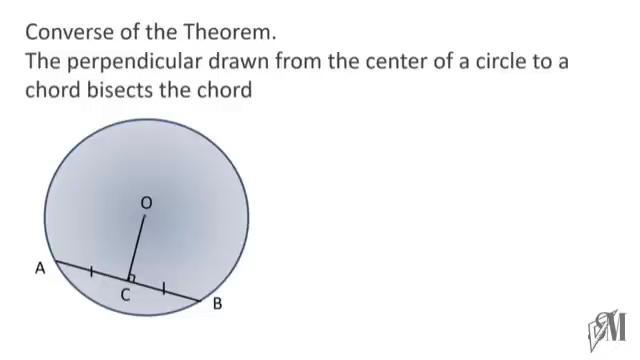 Converse of the Theorem.
The perpendicular drawn from the center of a circle to a
chord bisects the chord
O
A
C
B